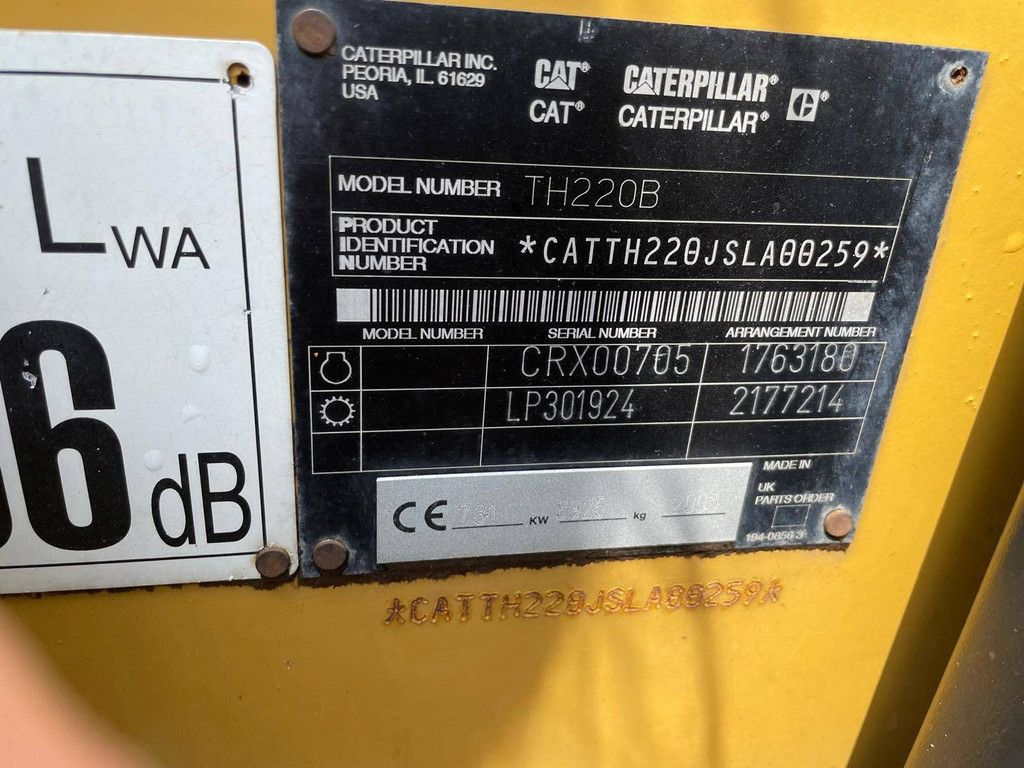 LWA
6
dB
CATERPILLAR INC.
PEORIA, IL. 61629
USA
CAT® CATERPILLAR®
CAT® CATERPILLAR®
MODEL NUMBER TH220B
PRODUCT
IDENTIFICATION
NUMBER *CATTH220JSLA00259*
MODEL NUMBER SERIAL NUMBER ARRANGEMENT NUMBER
CRX00705 1763180
LP301924 2177214
MADE IN
UK
PARTS ORDER
CE KW kg
*CATTH220JSLA00259*